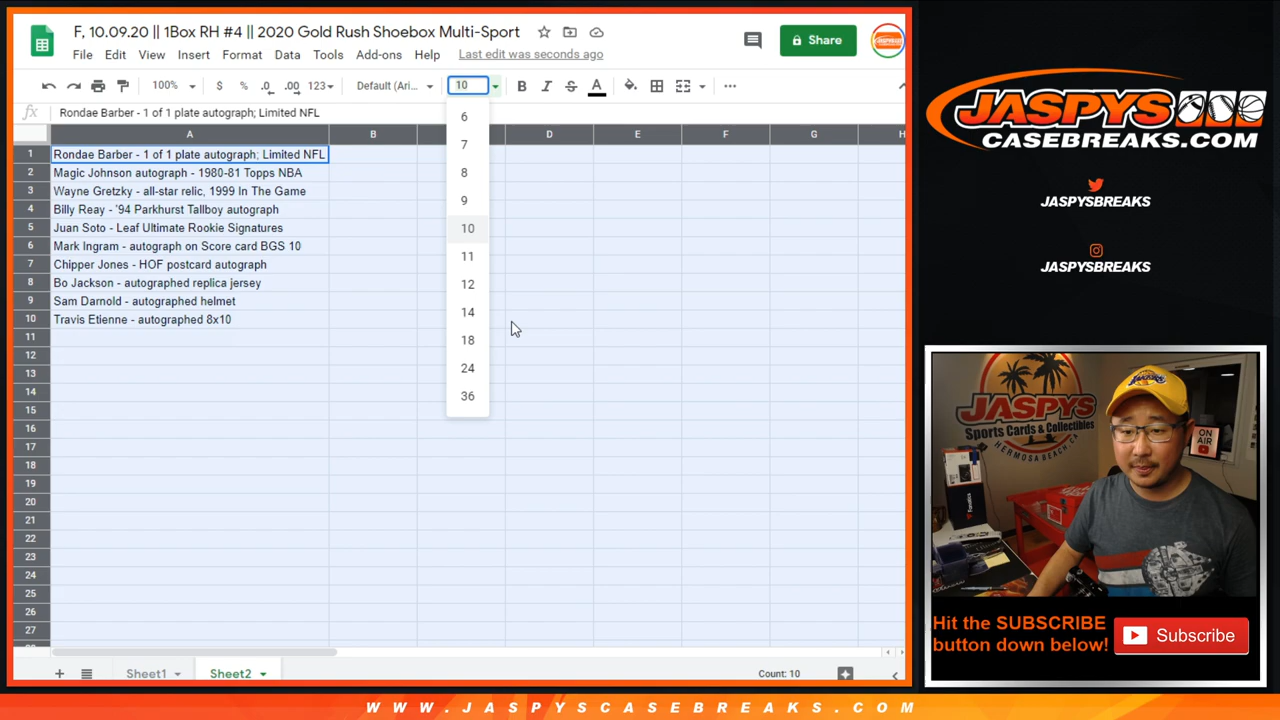 F, 10.09.20 || 1Box RH #4 || 2020 Gold Rush Shoebox Multi-Sport
File Edit View Insert Format Data Tools Add-ons Help Last edit was seconds ago
Share
100% $ % .0 .00 123 Default (Ari... 10 B I S A
fx Rondae Barber - 1 of 1 plate autograph; Limited NFL
A B D E F G H
1 Rondae Barber - 1 of 1 plate autograph; Limited NFL
2 Magic Johnson autograph - 1980-81 Topps NBA
3 Wayne Gretzky - all-star relic, 1999 In The Game
4 Billy Reay - '94 Parkhurst Tallboy autograph
5 Juan Soto - Leaf Ultimate Rookie Signatures
6 Mark Ingram - autograph on Score card BGS 10
7 Chipper Jones - HOF postcard autograph
8 Bo Jackson - autographed replica jersey
9 Sam Darnold - autographed helmet
10 Travis Etienne - autographed 8x10
11
12
13
14
15
16
17
18
19
20
21
22
23
24
25
26
27
6
7
8
9
10
11
12
14
18
24
36
Sheet1 Sheet2 Count: 10
JASPYS
CASEBREAKS.COM
JASPYSBREAKS
JASPYSBREAKS
JASPYS
Sports Cards & Collectibles
HERMOSA BEACH, CA
ON AIR
Hit the SUBSCRIBE
button down below!
Subscribe
WWW.JASPYSCASEBREAKS.COM